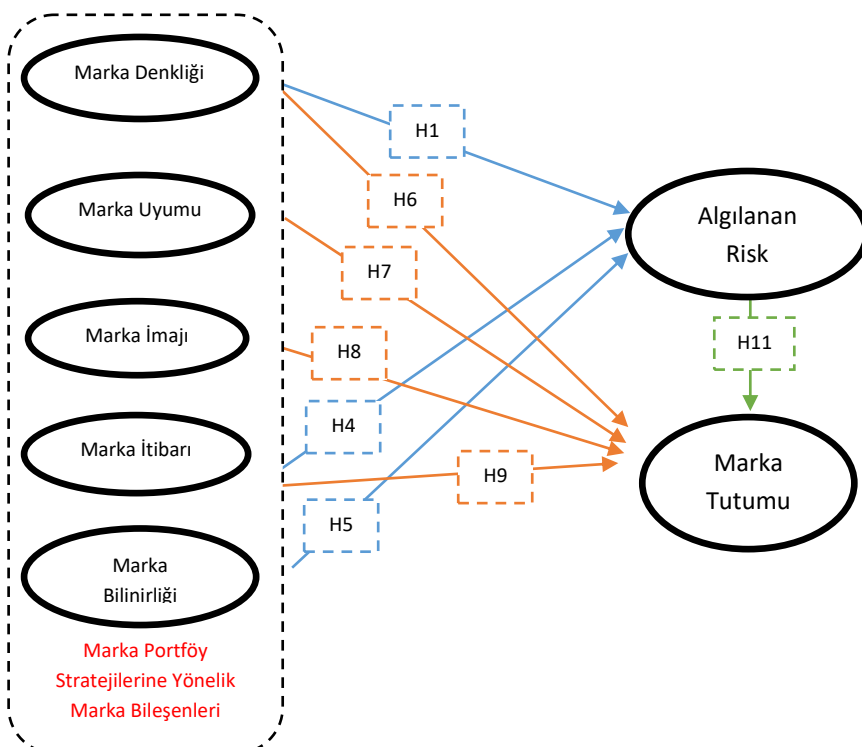 Marka Denkliği
Marka Uyumu
Marka İmajı
Marka İtibarı
Marka
Bilinirliği
Marka Portföy
Stratejilerine Yönelik
Marka Bileşenleri
H1
H6
H7
H8
H4
H9
H5
Algılanan
Risk
H11
Marka
Tutumu